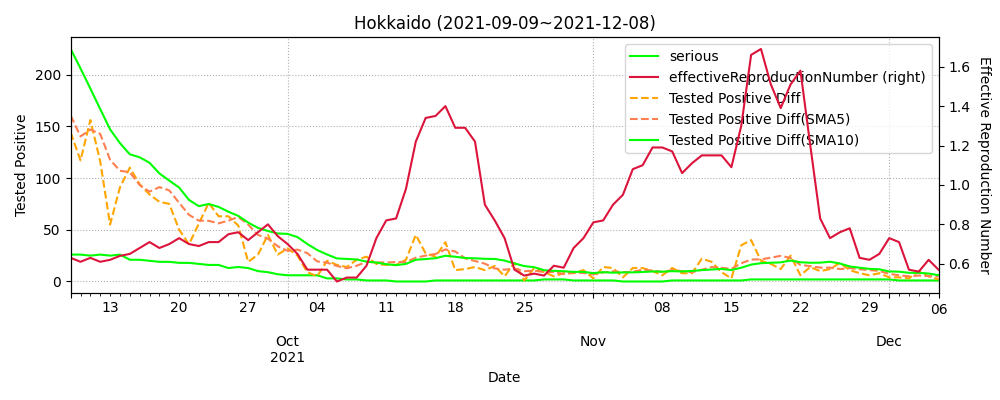 Hokkaido (2021-09-09~2021-12-08)
serious
effectiveReproductionNumber (right)
Tested Positive Diff
Tested Positive Diff(SMA5)
Tested Positive Diff(SMA10)
Tested Positive
200
150
100
50
0
Effective Reproduction Number
1.6
1.4
1.2
1.0
0.8
0.6
13 20 27 04 11 18 25 08 15 22 29 06
Oct Nov Dec
2021
Date